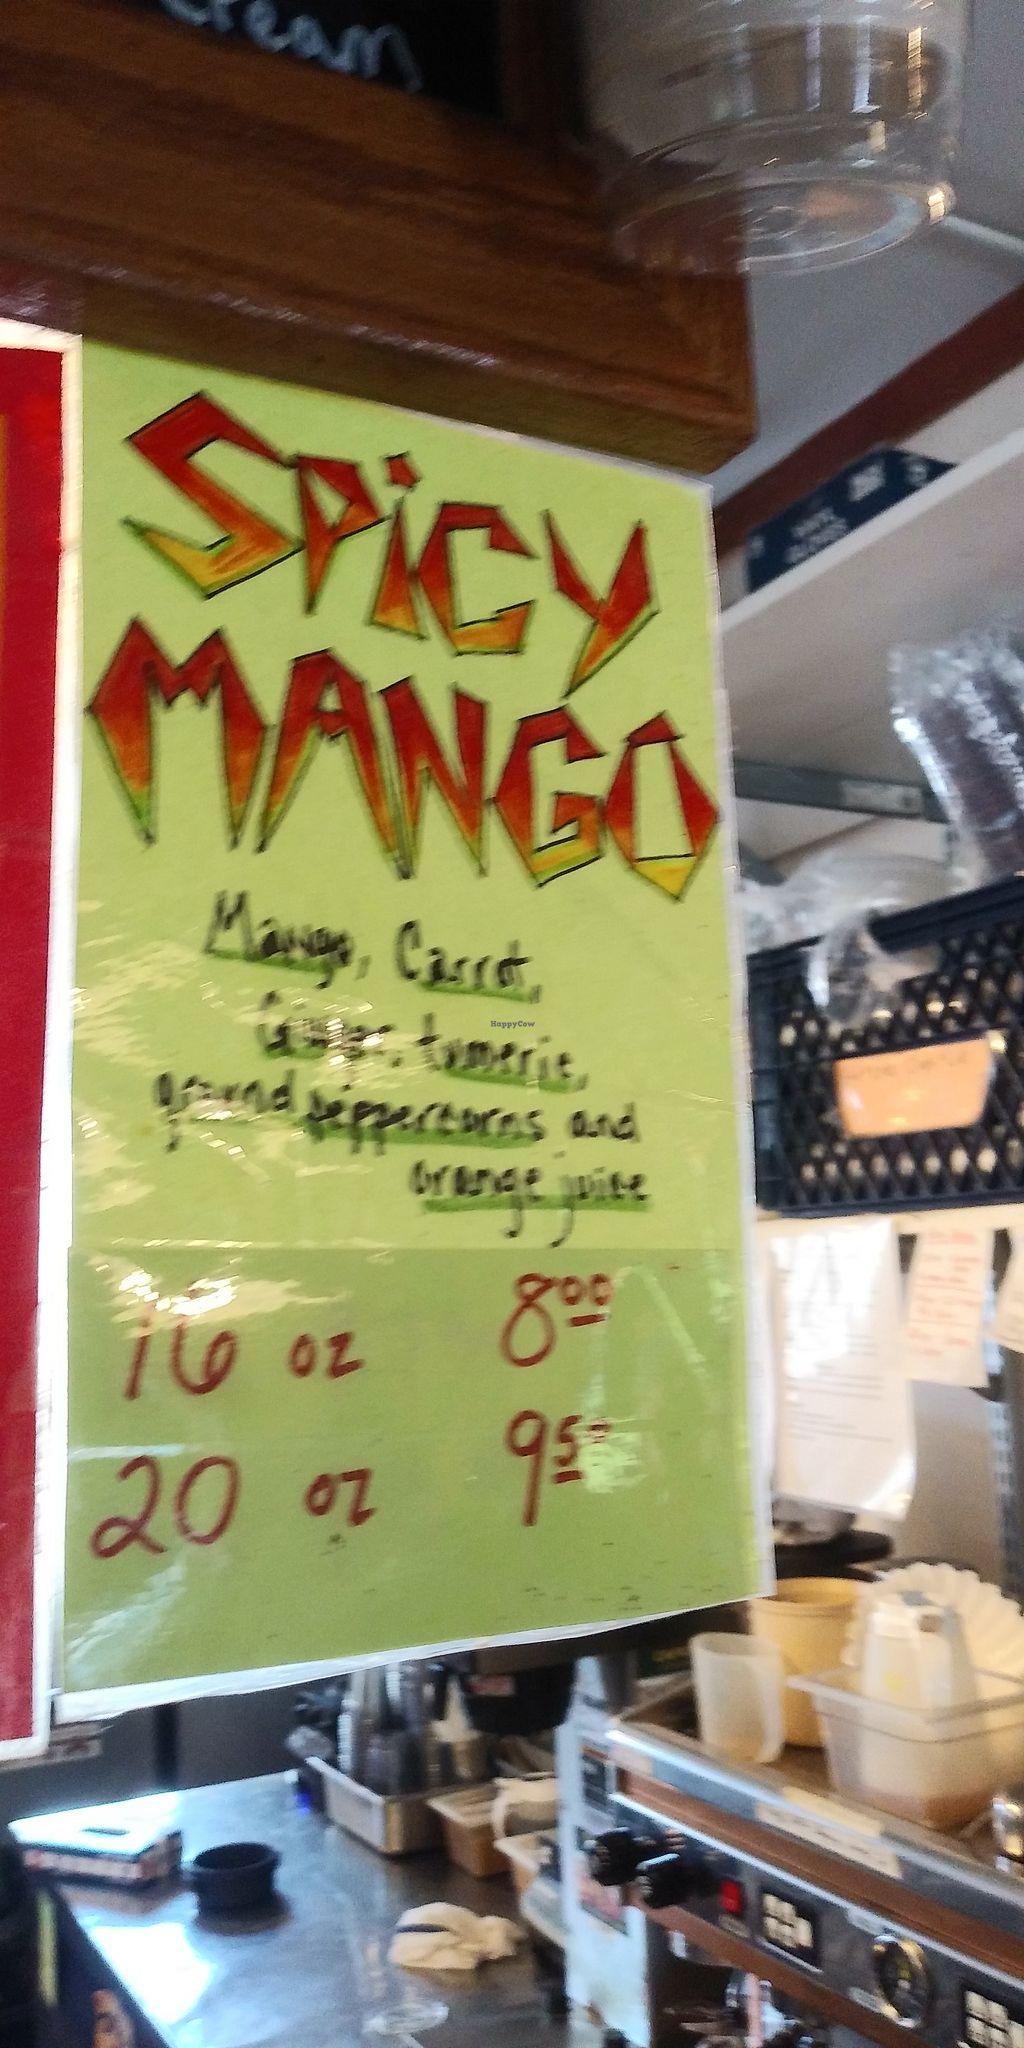 SPiCY
MANGO
Mango, Carrot,
Ginger, tumeric,
ground peppercorns and
orange juice
16 oz 8.00
20 oz 9.50
HappyCow